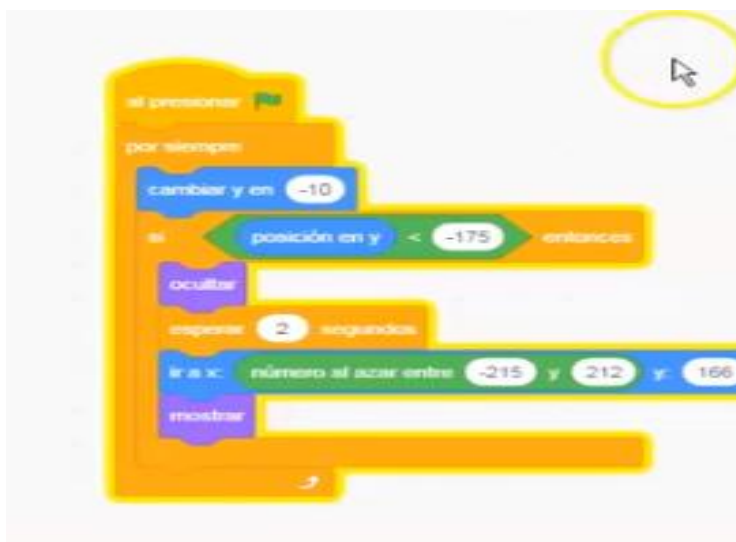 al presionar
por siempre
cambiar y en -10
si posición en y < -175 entonces
ocultar
esperar 2 segundos
ir a x: número al azar entre -215 y 212 y: 166
mostrar